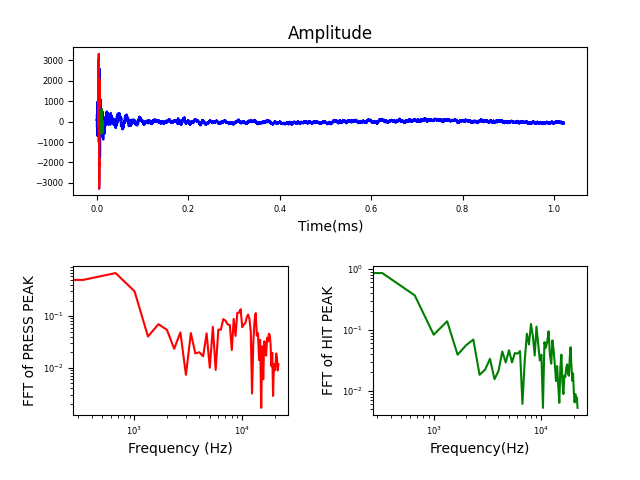 Amplitude
3000
2000
1000
0
−1000
−2000
−3000
0.0 0.2 0.4 0.6 0.8 1.0
Time(ms)
FFT of PRESS PEAK
10⁻¹
10⁻²
10³ 10⁴
Frequency (Hz)
FFT of HIT PEAK
10⁰
10⁻¹
10⁻²
10³ 10⁴
Frequency(Hz)